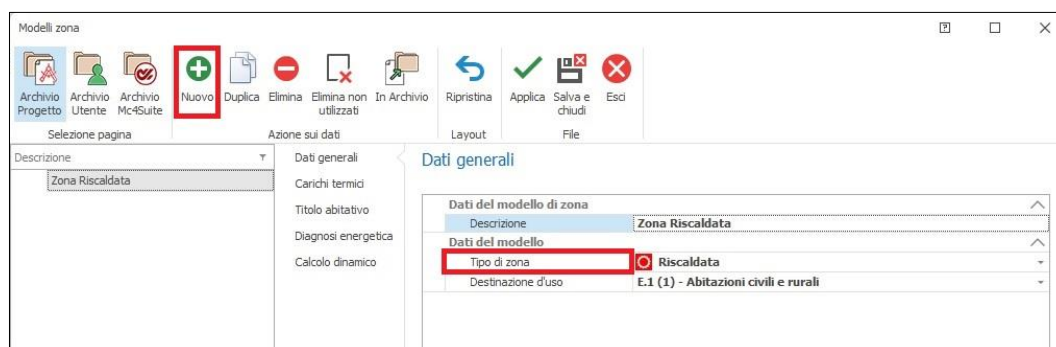 Modelli zona
Archivio Progetto
Archivio Utente
Archivio Mc4Suite
Nuovo
Duplica
Elimina
Elimina non utilizzati
In Archivio
Ripristina
Applica
Salva e chiudi
Esci
Selezione pagina
Azione sui dati
Layout
File
Descrizione
Zona Riscaldata
Dati generali
Carichi termici
Titolo abitativo
Diagnosi energetica
Calcolo dinamico
Dati generali
Dati del modello di zona
Descrizione Zona Riscaldata
Dati del modello
Tipo di zona Riscaldata
Destinazione d'uso E.1 (1) - Abitazioni civili e rurali